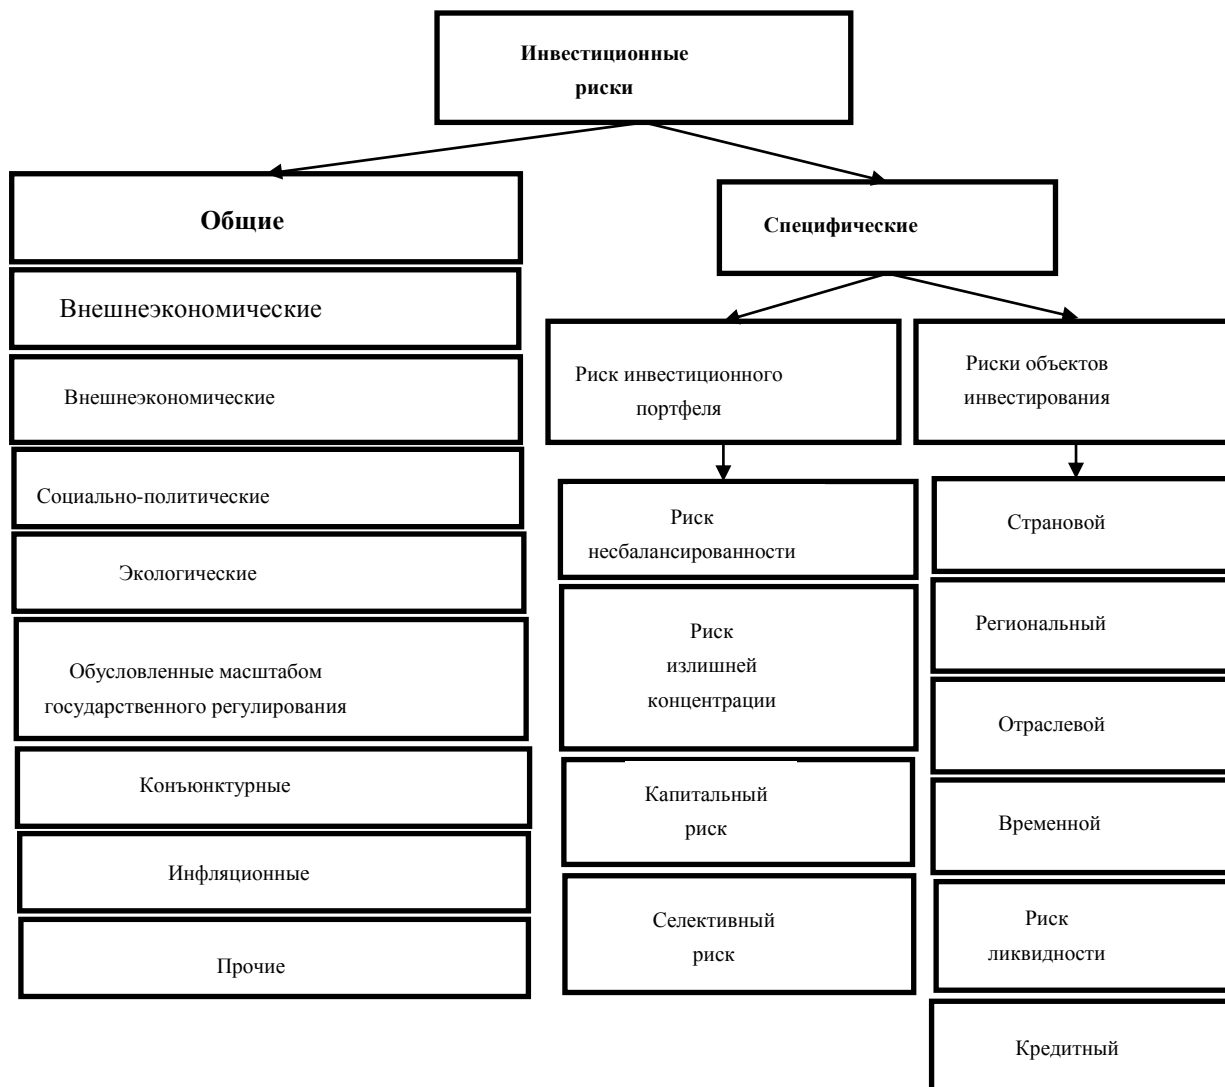 Инвестиционные
риски
Общие
Внешнеэкономические
Внешнеэкономические
Социально-политические
Экологические
Обусловленные масштабом
государственного регулирования
Конъюнктурные
Инфляционные
Прочие
Специфические
Риск инвестиционного
портфеля
Риск
несбалансированности
Риск
излишней
концентрации
Капитальный
риск
Селективный
риск
Риски объектов
инвестирования
Страновой
Региональный
Отраслевой
Временной
Риск
ликвидности
Кредитный